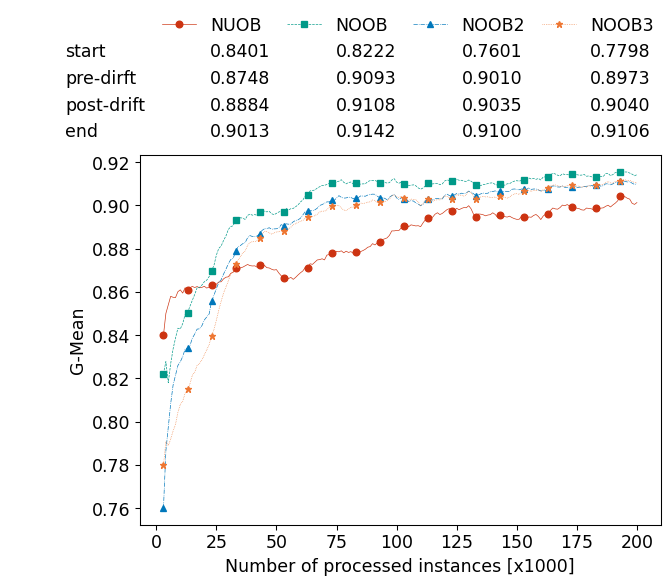 NUOB NOOB NOOB2 NOOB3
start 0.8401 0.8222 0.7601 0.7798
pre-dirft 0.8748 0.9093 0.9010 0.8973
post-drift 0.8884 0.9108 0.9035 0.9040
end 0.9013 0.9142 0.9100 0.9106
0.92
0.90
0.88
0.86
0.84
0.82
0.80
0.78
0.76
G-Mean
0 25 50 75 100 125 150 175 200
Number of processed instances [x1000]